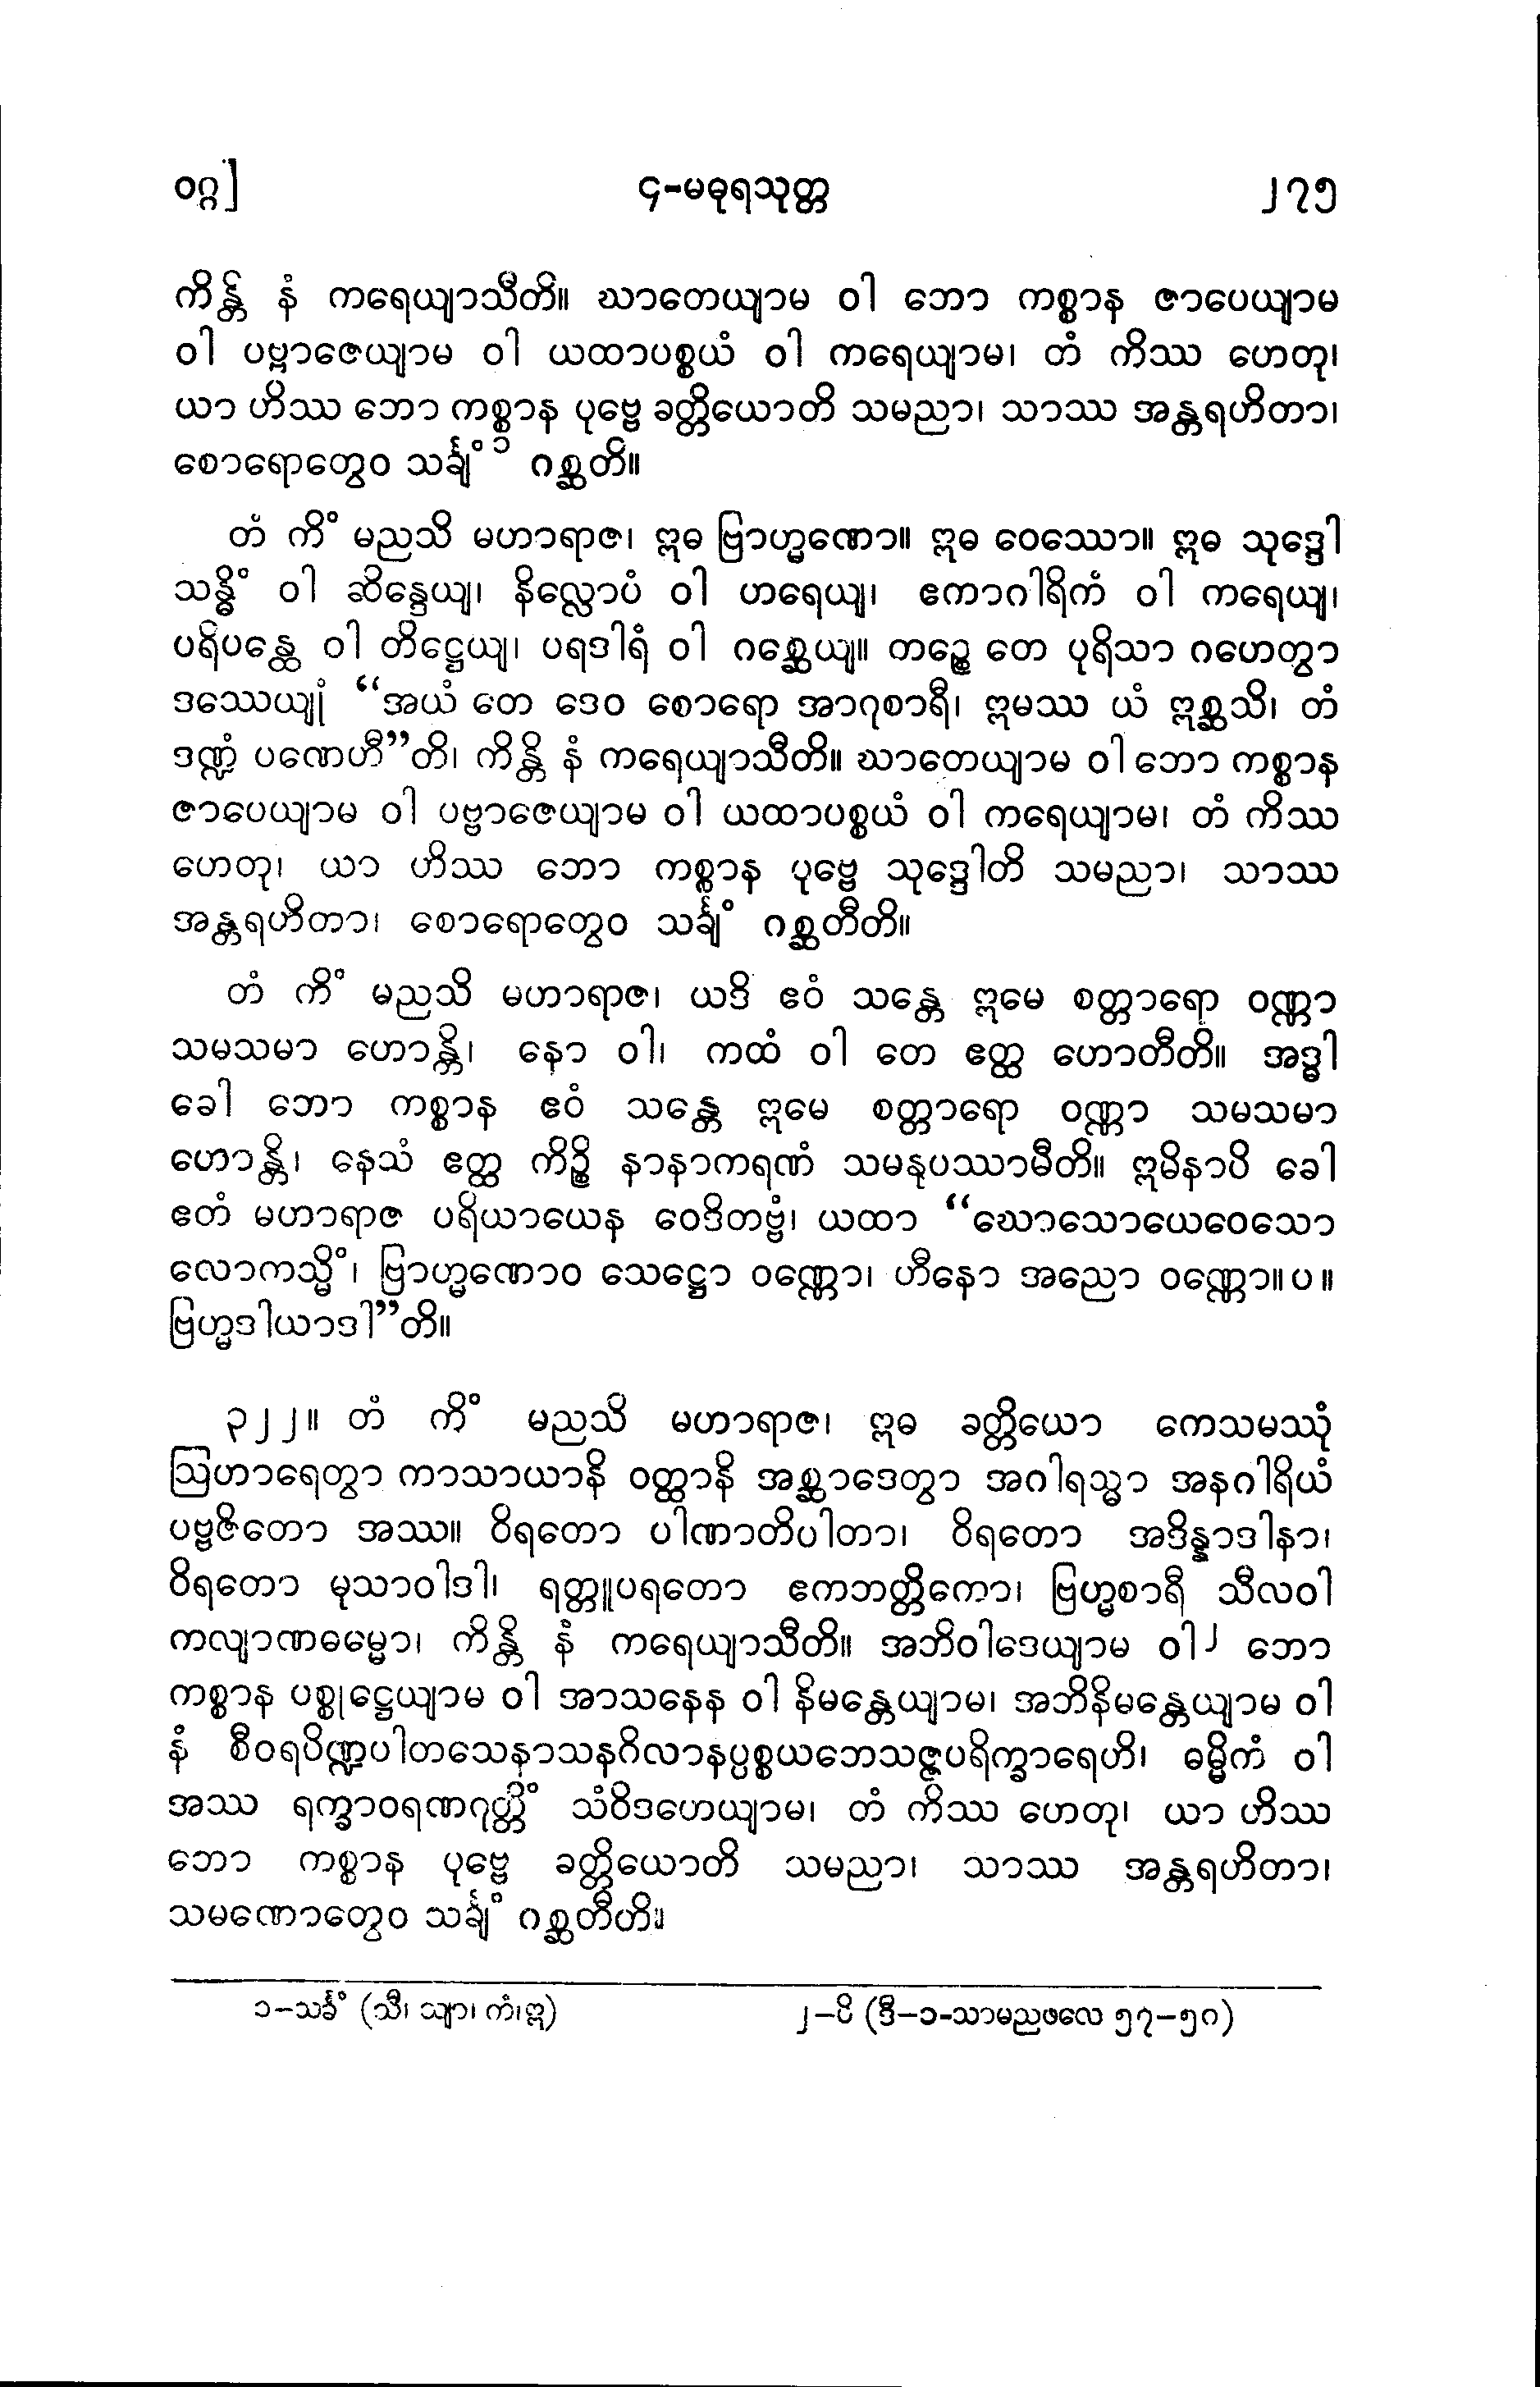 ဝဂ္ဂ]
၄-မဓုရသုတ္တ
၂၇၅
ကိန္တိ နံ ကရေယျာသီတိ။ ဃာတေယျာမ ဝါ ဘော ကစ္စာန ဇာပေယျာမ
ဝါ ပဗ္ဗာဇေယျာမ ဝါ ယထာပစ္စယံ ဝါ ကရေယျာမ၊ တံ ကိဿ ဟေတု၊
ယာ ဟိဿ ဘော ကစ္စာန ပုဗ္ဗေ ခတ္တိယောတိ သမညာ၊ သာဿ အန္တရဟိတာ၊
စောရောတွေဝ သင်္ချံ ၁ ဂစ္ဆတိ။
တံ ကိံ မညသိ မဟာရာဇ၊ ဣဓ ဗြာဟ္မဏော။ ဣဓ ဝေဿော။ ဣဓ သုဒ္ဒေါ
သန္ဓိံ ဝါ ဆိန္ဒေယျ၊ နိလ္လောပံ ဝါ ဟရေယျ၊ ဧကာဂါရိကံ ဝါ ကရေယျ၊
ပရိပန္ထေ ဝါ တိဋ္ဌေယျ၊ ပရဒါရံ ဝါ ဂစ္ဆေယျ။ ကဉ္စေ တေ ပုရိသာ ဂဟေတွာ
ဒဿေယျုံ “အယံ တေ ဒေဝ စောရော အာဂုစာရီ၊ ဣမဿ ယံ ဣစ္ဆသိ၊ တံ
ဒဏ္ဍံ ပဏေဟီ”တိ၊ ကိန္တိ နံ ကရေယျာသီတိ။ ဃာတေယျာမ ဝါ ဘော ကစ္စာန
ဇာပေယျာမ ဝါ ပဗ္ဗာဇေယျာမ ဝါ ယထာပစ္စယံ ဝါ ကရေယျာမ၊ တံ ကိဿ
ဟေတု၊ ယာ ဟိဿ ဘော ကစ္စာန ပုဗ္ဗေ သုဒ္ဒေါတိ သမညာ၊ သာဿ
အန္တရဟိတာ၊ စောရောတွေဝ သင်္ချံ ဂစ္ဆတီတိ။
တံ ကိံ မညသိ မဟာရာဇ၊ ယဒိ ဧဝံ သန္တေ ဣမေ စတ္တာရော ဝဏ္ဏာ
သမသမာ ဟောန္တိ၊ နော ဝါ၊ ကထံ ဝါ တေ ဧတ္ထ ဟောတီတိ။ အဒ္ဓါ
ခေါ ဘော ကစ္စာန ဧဝံ သန္တေ ဣမေ စတ္တာရော ဝဏ္ဏာ သမသမာ
ဟောန္တိ၊ နေသံ ဧတ္ထ ကိဉ္စိ နာနာကရဏံ သမနုပဿာမီတိ။ ဣမိနာပိ ခေါ
ဧတံ မဟာရာဇ ပရိယာယေန ဝေဒိတဗ္ဗံ၊ ယထာ “ဃောသောယေဝေသော
လောကသ္မိံ၊ ဗြာဟ္မဏောဝ သေဋ္ဌော ဝဏ္ဏော၊ ဟီနော အညော ဝဏ္ဏော။ပ။
ဗြဟ္မဒါယာဒါ”တိ။
၃၂၂။ တံ ကိံ မညသိ မဟာရာဇ၊ ဣဓ ခတ္တိယော ကေသမဿုံ
ဩဟာရေတွာ ကာသာယာနိ ဝတ္ထာနိ အစ္ဆာဒေတွာ အဂါရသ္မာ အနဂါရိယံ
ပဗ္ဗဇိတော အဿ။ ဝိရတော ပါဏာတိပါတာ၊ ဝိရတော အဒိန္နာဒါနာ၊
ဝိရတော မုသာဝါဒါ၊ ရတ္တူပရတော ဧကဘတ္တိကော၊ ဗြဟ္မစာရီ သီလဝါ
ကလျာဏဓမ္မော၊ ကိန္တိ နံ ကရေယျာသီတိ။ အဘိဝါဒေယျာမ ဝါ၂ ဘော
ကစ္စာန ပစ္စုဋ္ဌေယျာမ ဝါ အာသနေန ဝါ နိမန္တေယျာမ၊ အဘိနိမန္တေယျာမ ဝါ
နံ စီဝရပိဏ္ဍပါတသေနာသနဂိလာနပ္ပစ္စယဘေသဇ္ဇပရိက္ခာရေဟိ၊ ဓမ္မိကံ ဝါ
အဿ ရက္ခာဝရဏဂုတ္တိံ သံဝိဒဟေယျာမ၊ တံ ကိဿ ဟေတု၊ ယာ ဟိဿ
ဘော ကစ္စာန ပုဗ္ဗေ ခတ္တိယောတိ သမညာ၊ သာဿ အန္တရဟိတာ၊
သမဏောတွေဝ သင်္ချံ ဂစ္ဆတီတိ။
၁-သင်္ခံ (သီ၊ သျာ၊ ကံ၊ဣ)
၂-ပိ (ဒီ-၁-သာမညဖလေ ၅၇-၅၈)